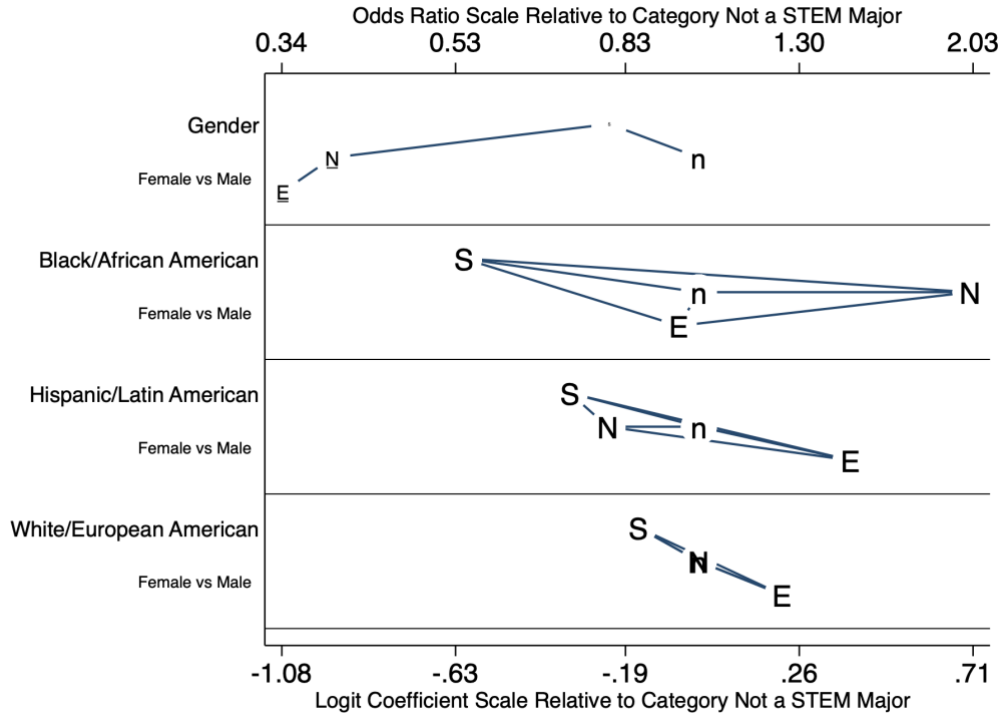 Odds Ratio Scale Relative to Category Not a STEM Major
0.34 0.53 0.83 1.30 2.03
Gender
N n
Female vs Male
E
Black/African American S
n N
Female vs Male
E
Hispanic/Latin American S
N n
Female vs Male
E
White/European American S
N
Female vs Male
E
-1.08 -.63 -.19 .26 .71
Logit Coefficient Scale Relative to Category Not a STEM Major